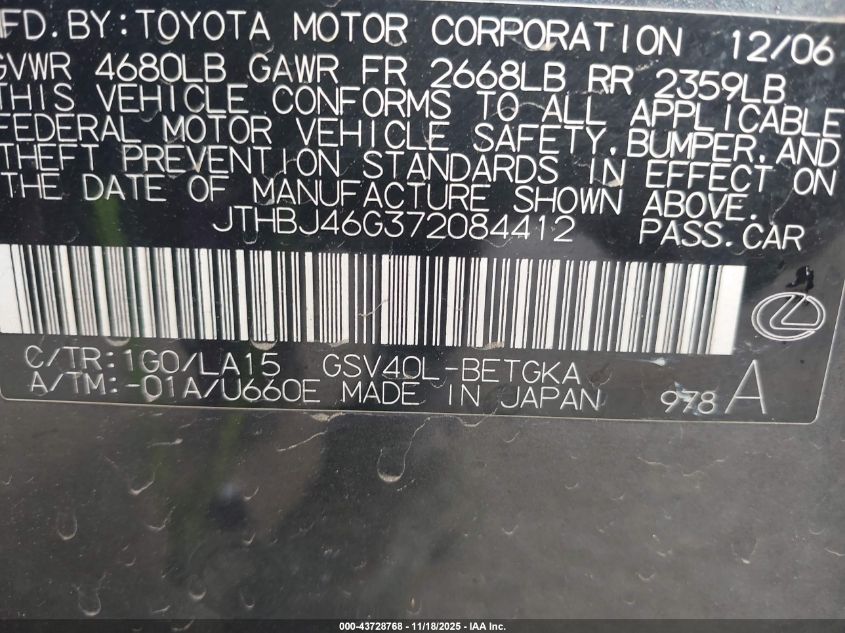 MFD.BY:TOYOTA MOTOR CORPORATION 12/06
GVWR 4680LB GAWR FR 2668LB RR 2359LB
THIS VEHICLE CONFORMS TO ALL APPLICABLE
FEDERAL MOTOR VEHICLE SAFETY,BUMPER,AND
THEFT PREVENTION STANDARDS IN EFFECT ON
THE DATE OF MANUFACTURE SHOWN ABOVE.
JTHBJ46G372084412 PASS.CAR
C/TR:1G0/LA15 GSV40L-BETGKA
A/TM:-01A/U660E MADE IN JAPAN 978 A
000-43728768 - 11/18/2025 - IAA Inc.